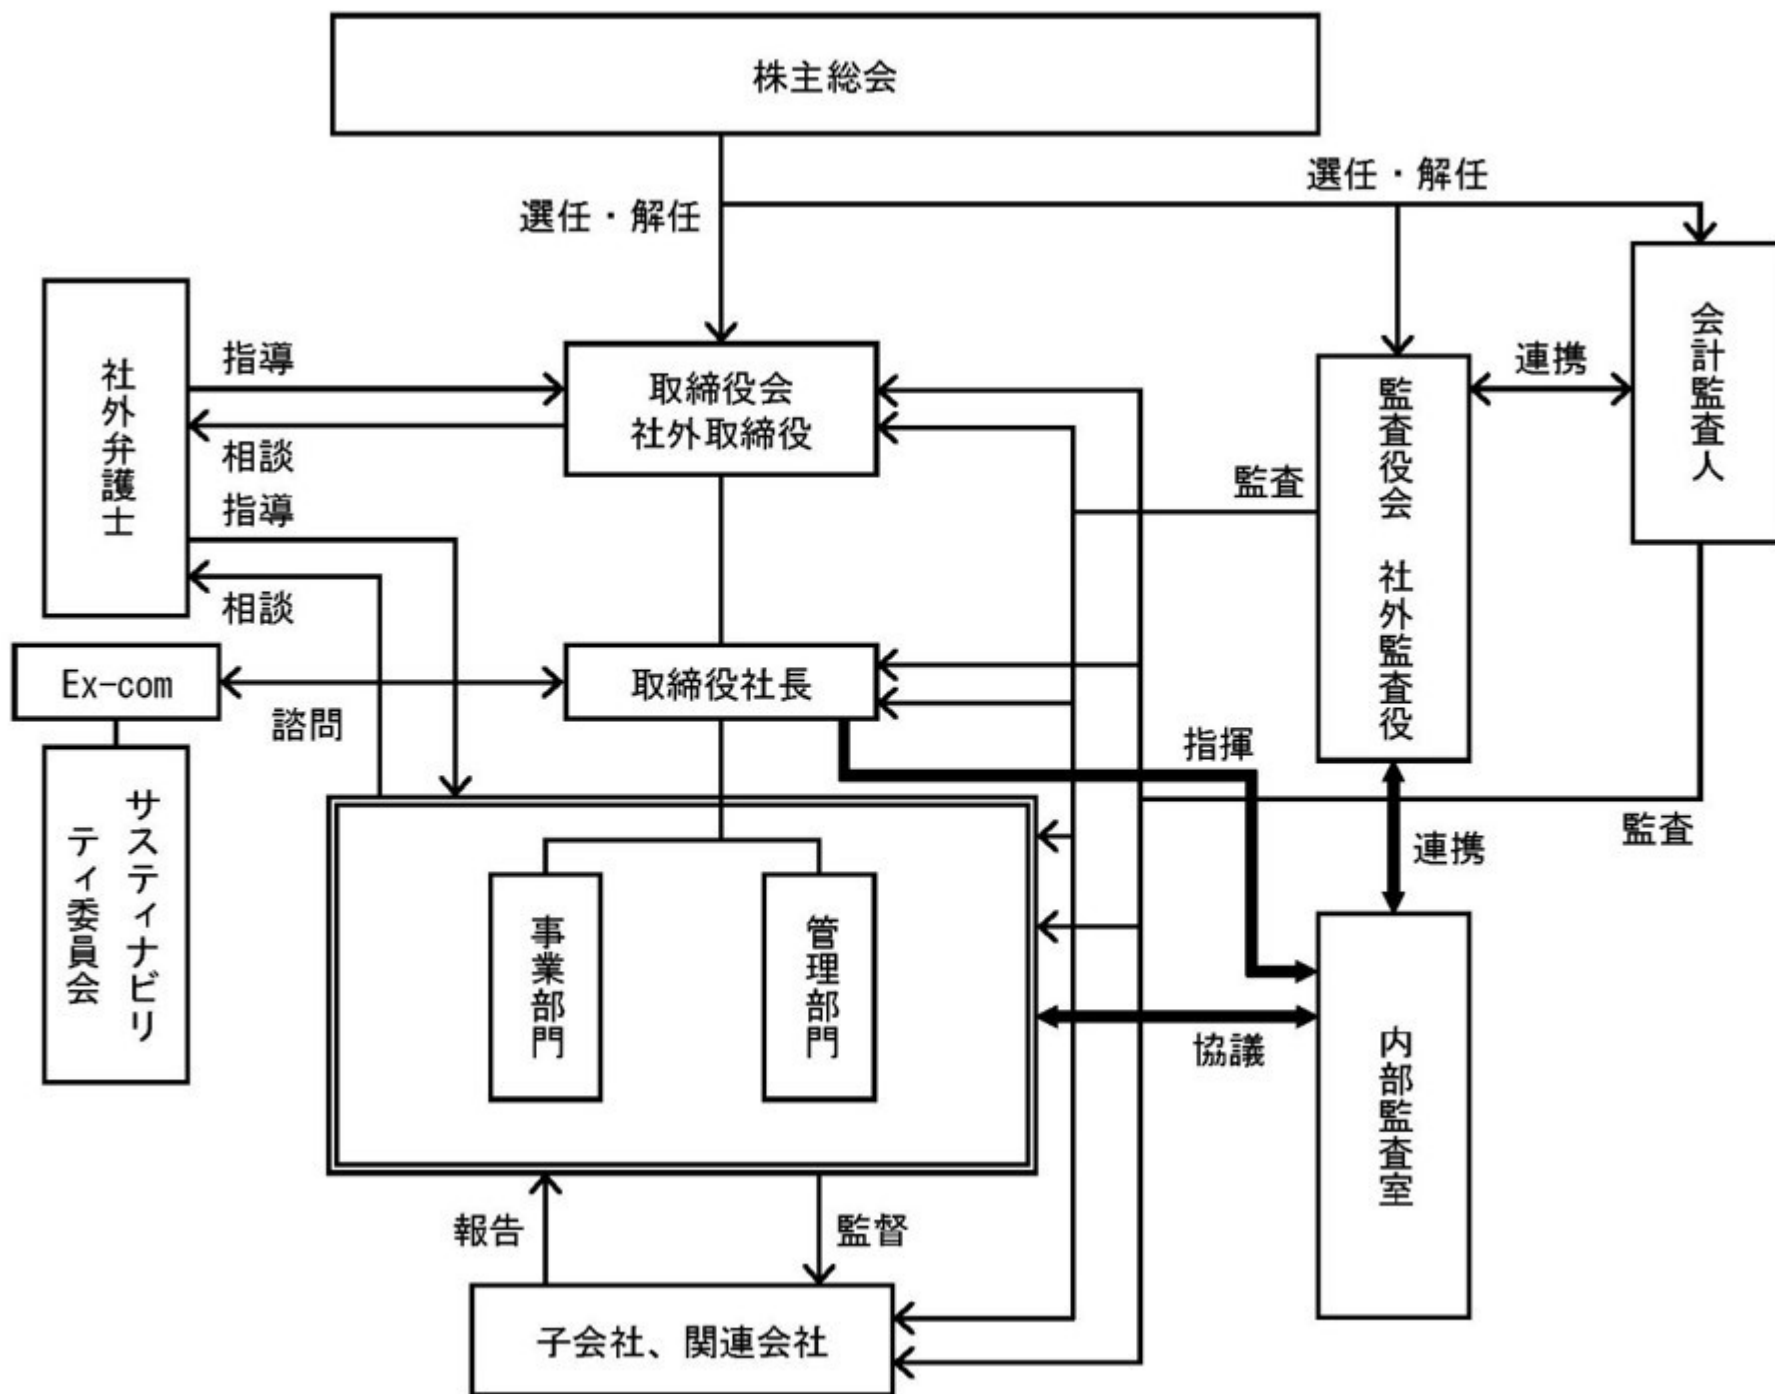 株主総会
選任・解任
選任・解任
社外弁護士
指導
相談
指導
相談
取締役会
社外取締役
監査
監査役会　社外監査役
連携
会計監査人
Ex-com
諮問
取締役社長
指揮
監査
連携
サスティナビリ
ティ委員会
事業部門
管理部門
協議
内部監査室
報告
監督
子会社、関連会社